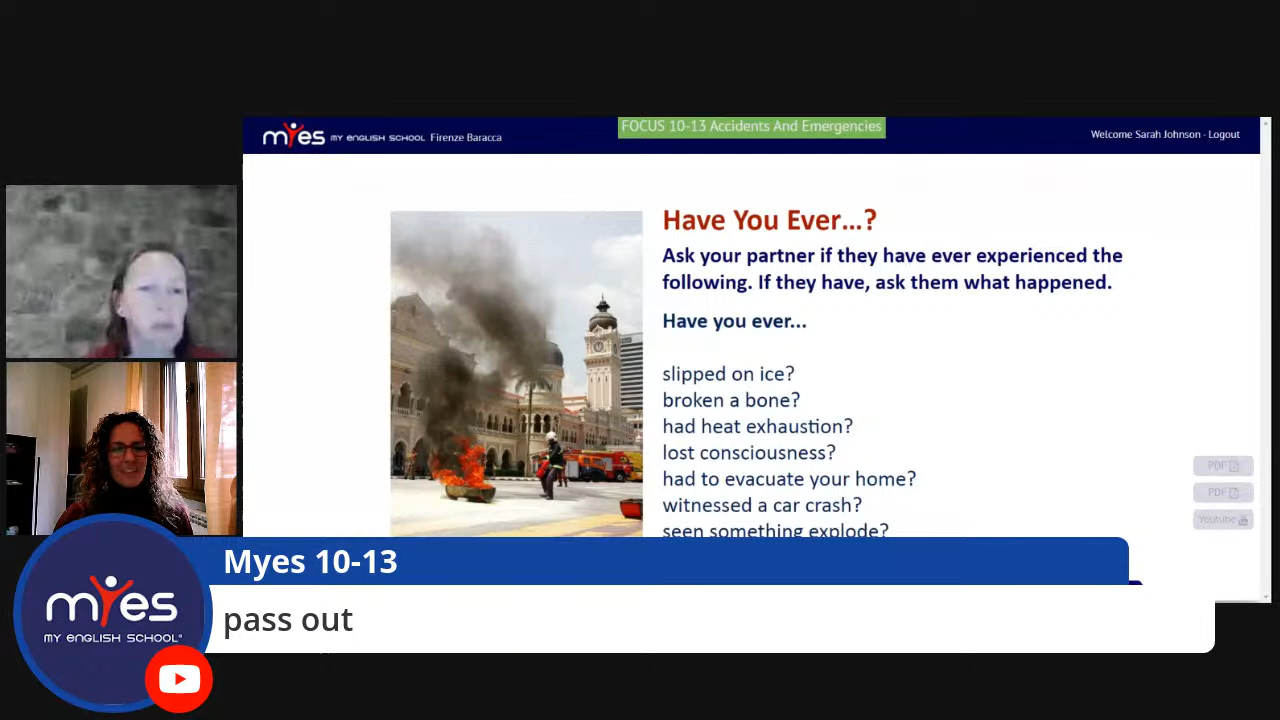 myes MY ENGLISH SCHOOL Firenze Baracca
FOCUS 10-13 Accidents And Emergencies
Welcome Sarah Johnson - Logout
Have You Ever...?
Ask your partner if they have ever experienced the
following. If they have, ask them what happened.
Have you ever...
slipped on ice?
broken a bone?
had heat exhaustion?
lost consciousness?
had to evacuate your home?
witnessed a car crash?
seen something explode?
PDF
PDF
Youtube
Myes 10-13
pass out
myes
MY ENGLISH SCHOOL